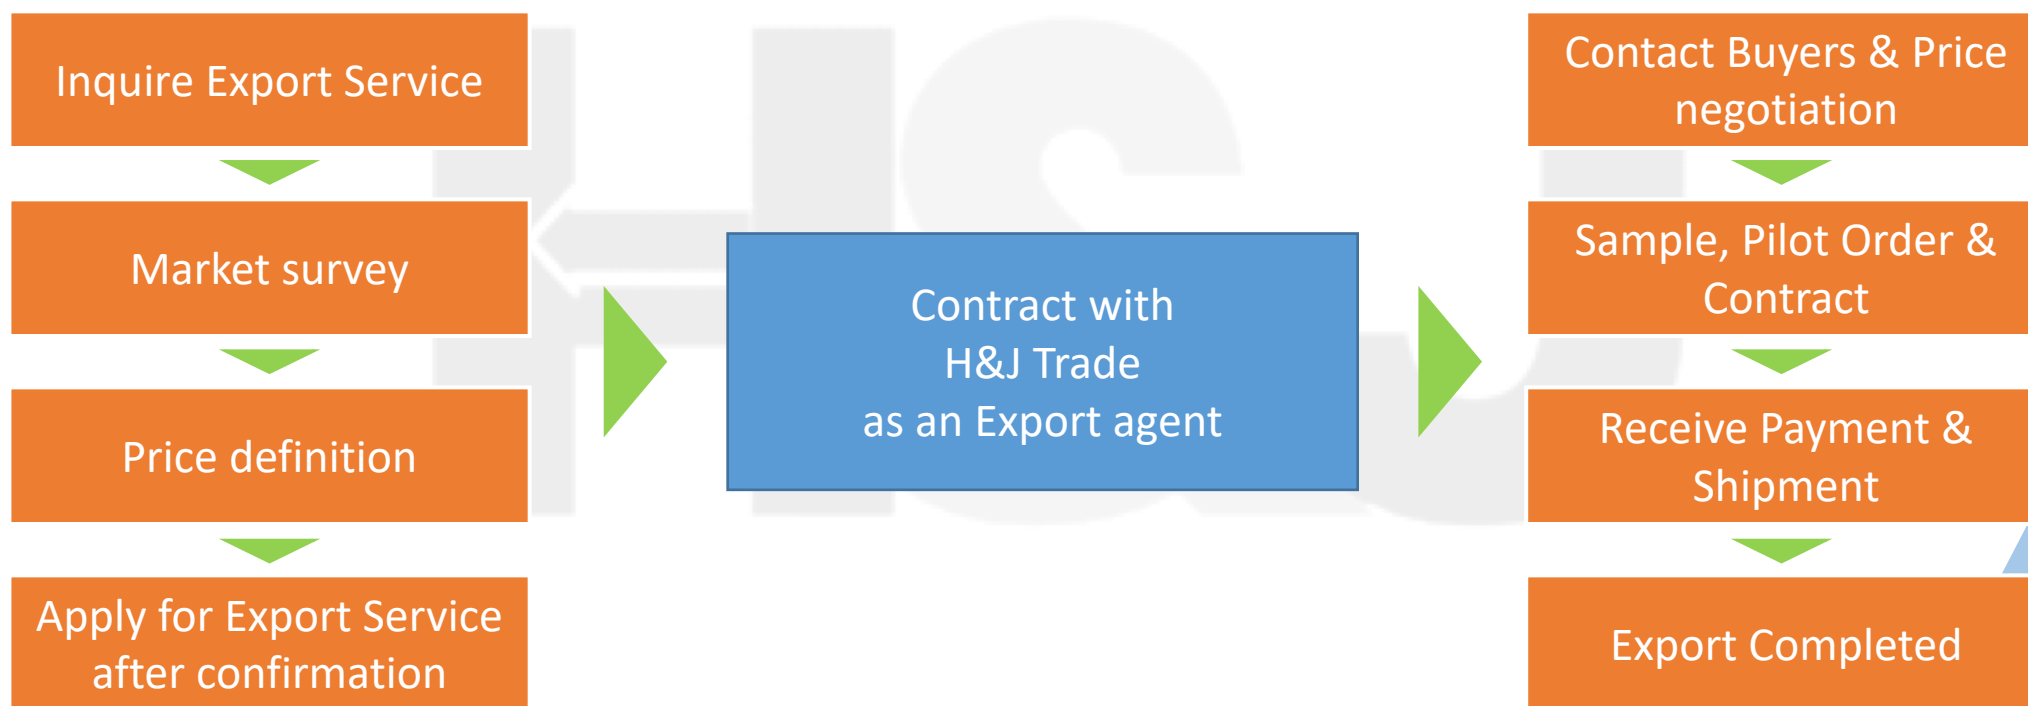 Inquire Export Service
Market survey
Price definition
Apply for Export Service
after confirmation
Contract with
H&J Trade
as an Export agent
Contact Buyers & Price
negotiation
Sample, Pilot Order &
Contract
Receive Payment &
Shipment
Export Completed
H&J